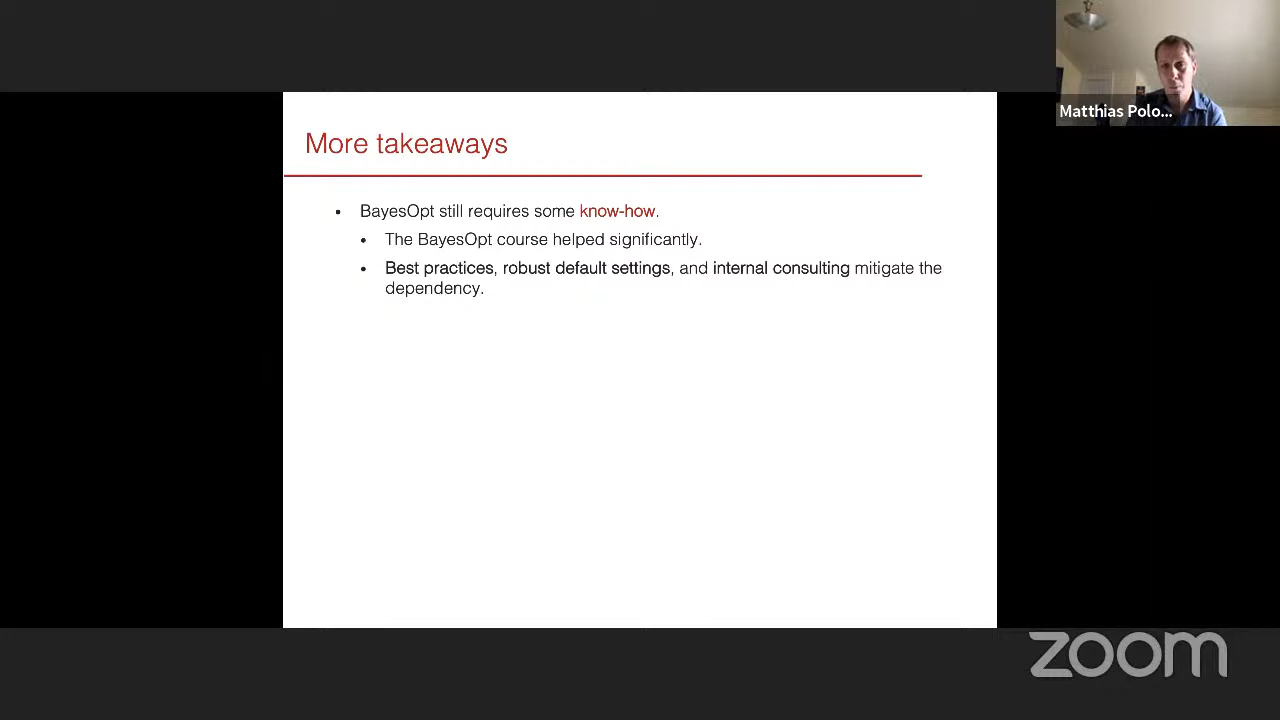 Matthias Polo...
More takeaways
• BayesOpt still requires some know-how.
• The BayesOpt course helped significantly.
• Best practices, robust default settings, and internal consulting mitigate the
dependency.
zoom